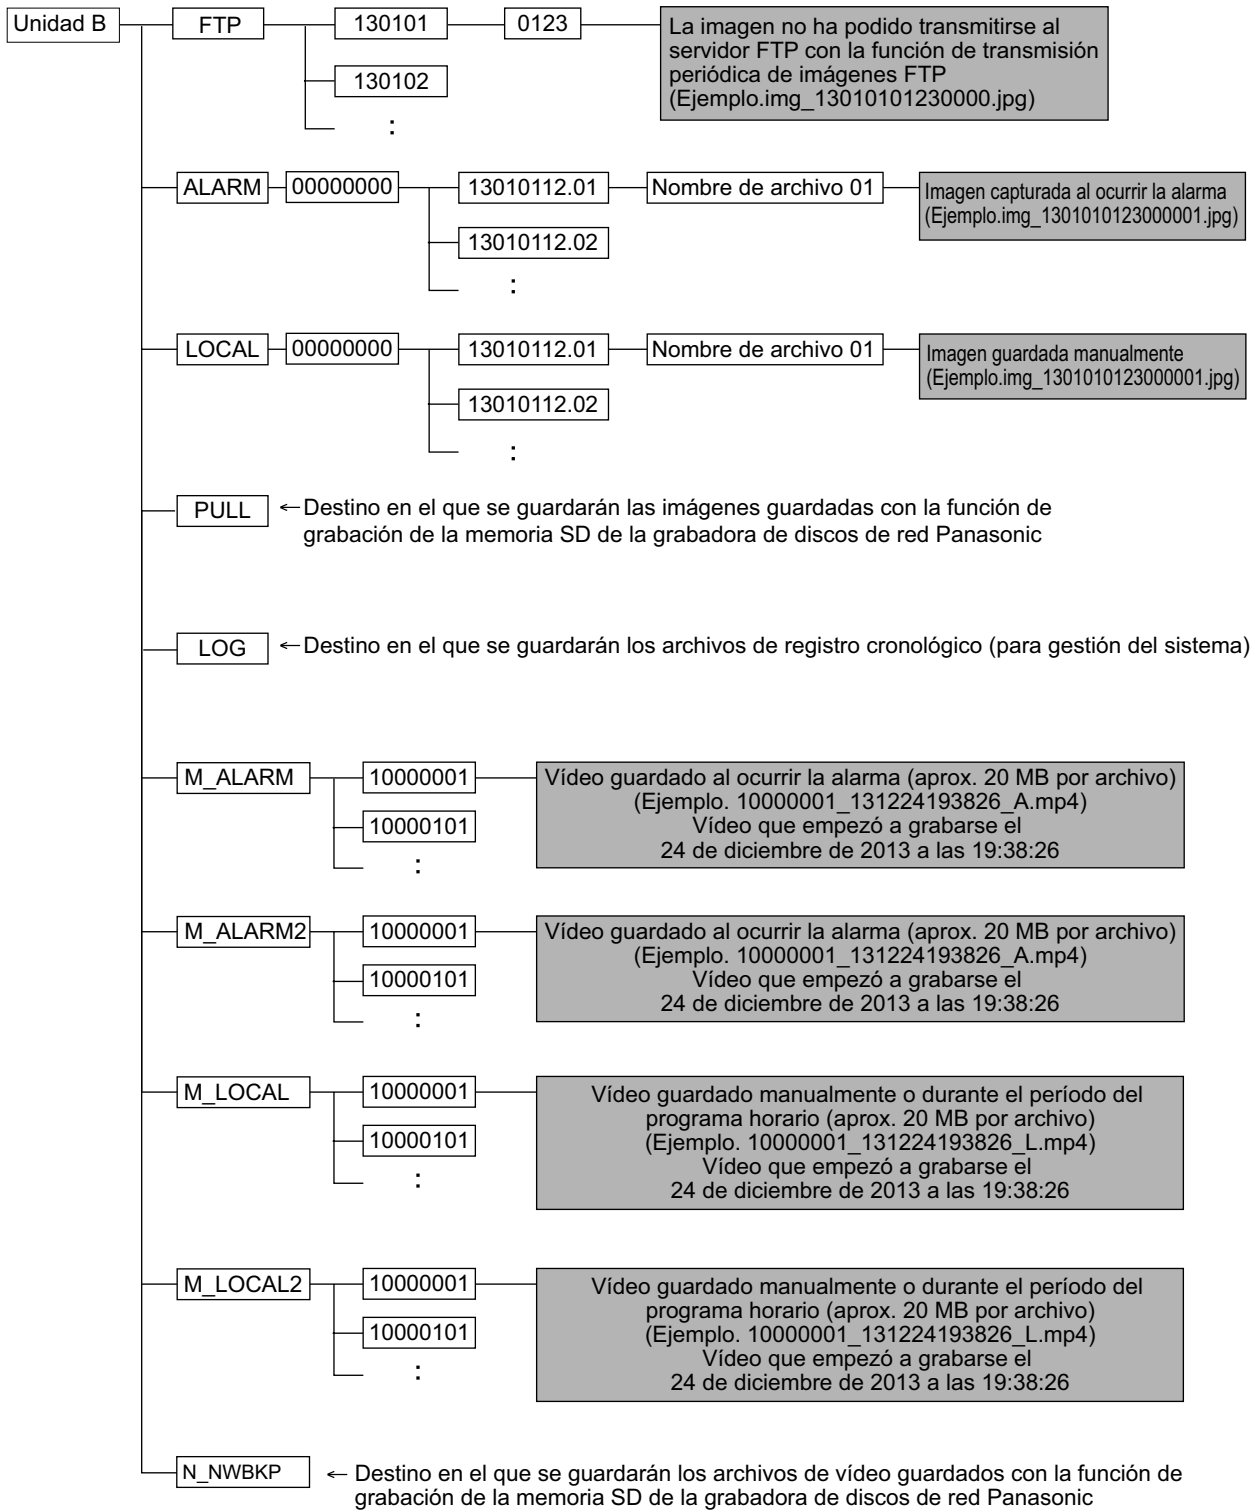 Unidad B
FTP
130101
0123
La imagen no ha podido transmitirse al
servidor FTP con la función de transmisión
periódica de imágenes FTP
(Ejemplo.img_13010101230000.jpg)
130102
:
ALARM
00000000
13010112.01
Nombre de archivo 01
Imagen capturada al ocurrir la alarma
(Ejemplo.img_1301010123000001.jpg)
13010112.02
:
LOCAL
00000000
13010112.01
Nombre de archivo 01
Imagen guardada manualmente
(Ejemplo.img_1301010123000001.jpg)
13010112.02
:
PULL
← Destino en el que se guardarán las imágenes guardadas con la función de
grabación de la memoria SD de la grabadora de discos de red Panasonic
LOG
← Destino en el que se guardarán los archivos de registro cronológico (para gestión del sistema)
M_ALARM
10000001
Vídeo guardado al ocurrir la alarma (aprox. 20 MB por archivo)
(Ejemplo. 10000001_131224193826_A.mp4)
Vídeo que empezó a grabarse el
24 de diciembre de 2013 a las 19:38:26
10000101
:
M_ALARM2
10000001
Vídeo guardado al ocurrir la alarma (aprox. 20 MB por archivo)
(Ejemplo. 10000001_131224193826_A.mp4)
Vídeo que empezó a grabarse el
24 de diciembre de 2013 a las 19:38:26
10000101
:
M_LOCAL
10000001
Vídeo guardado manualmente o durante el período del
programa horario (aprox. 20 MB por archivo)
(Ejemplo. 10000001_131224193826_L.mp4)
Vídeo que empezó a grabarse el
24 de diciembre de 2013 a las 19:38:26
10000101
:
M_LOCAL2
10000001
Vídeo guardado manualmente o durante el período del
programa horario (aprox. 20 MB por archivo)
(Ejemplo. 10000001_131224193826_L.mp4)
Vídeo que empezó a grabarse el
24 de diciembre de 2013 a las 19:38:26
10000101
:
N_NWBKP
← Destino en el que se guardarán los archivos de vídeo guardados con la función de
grabación de la memoria SD de la grabadora de discos de red Panasonic